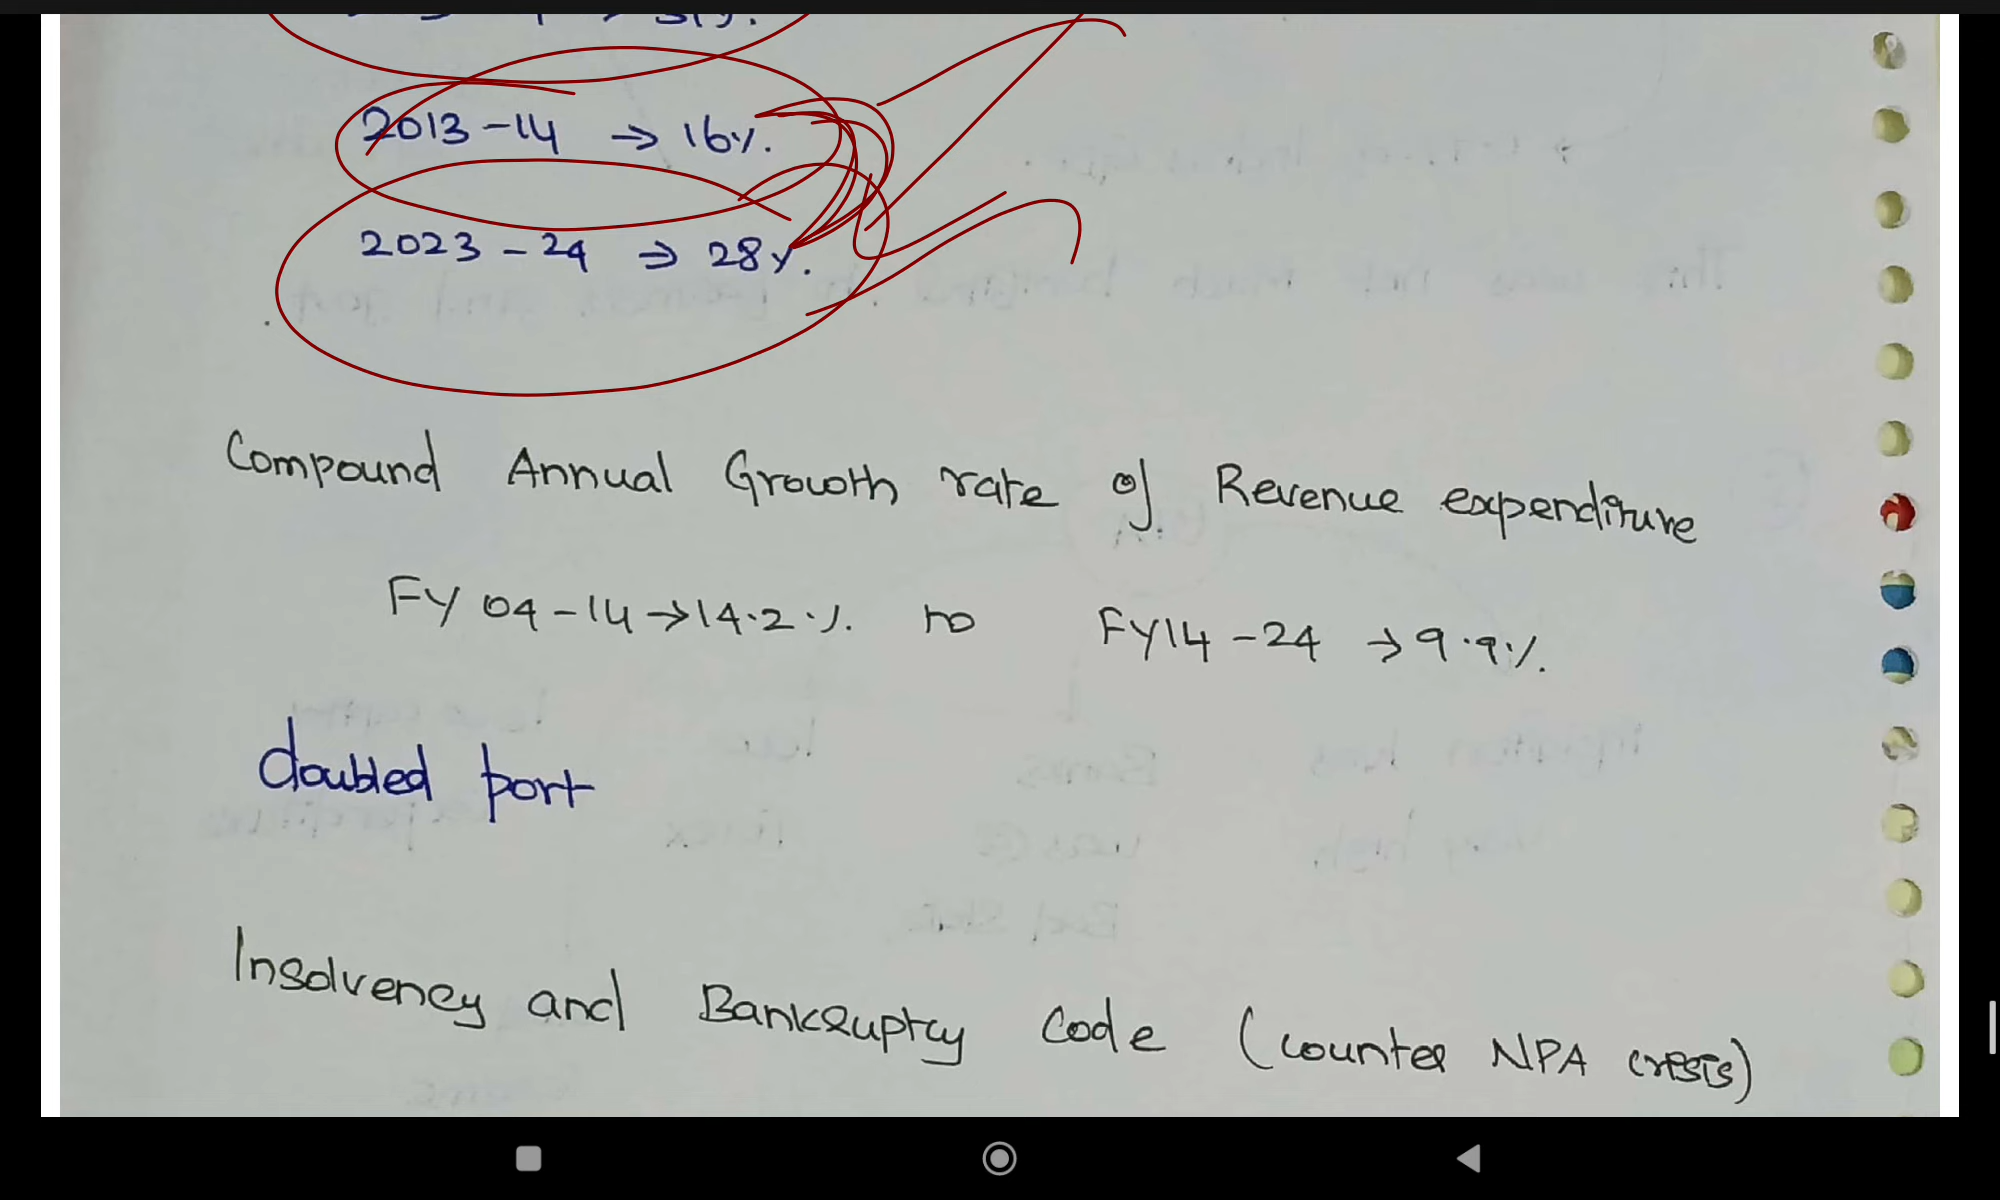 2013-14 → 16%.
2023-24 → 28%.
Compound Annual Growth rate of Revenue expenditure
FY 04-14 → 14.2%. to FY14-24 → 9.9%.
doubled port
Insolvency and Bankruptcy Code (counter NPA crisis)